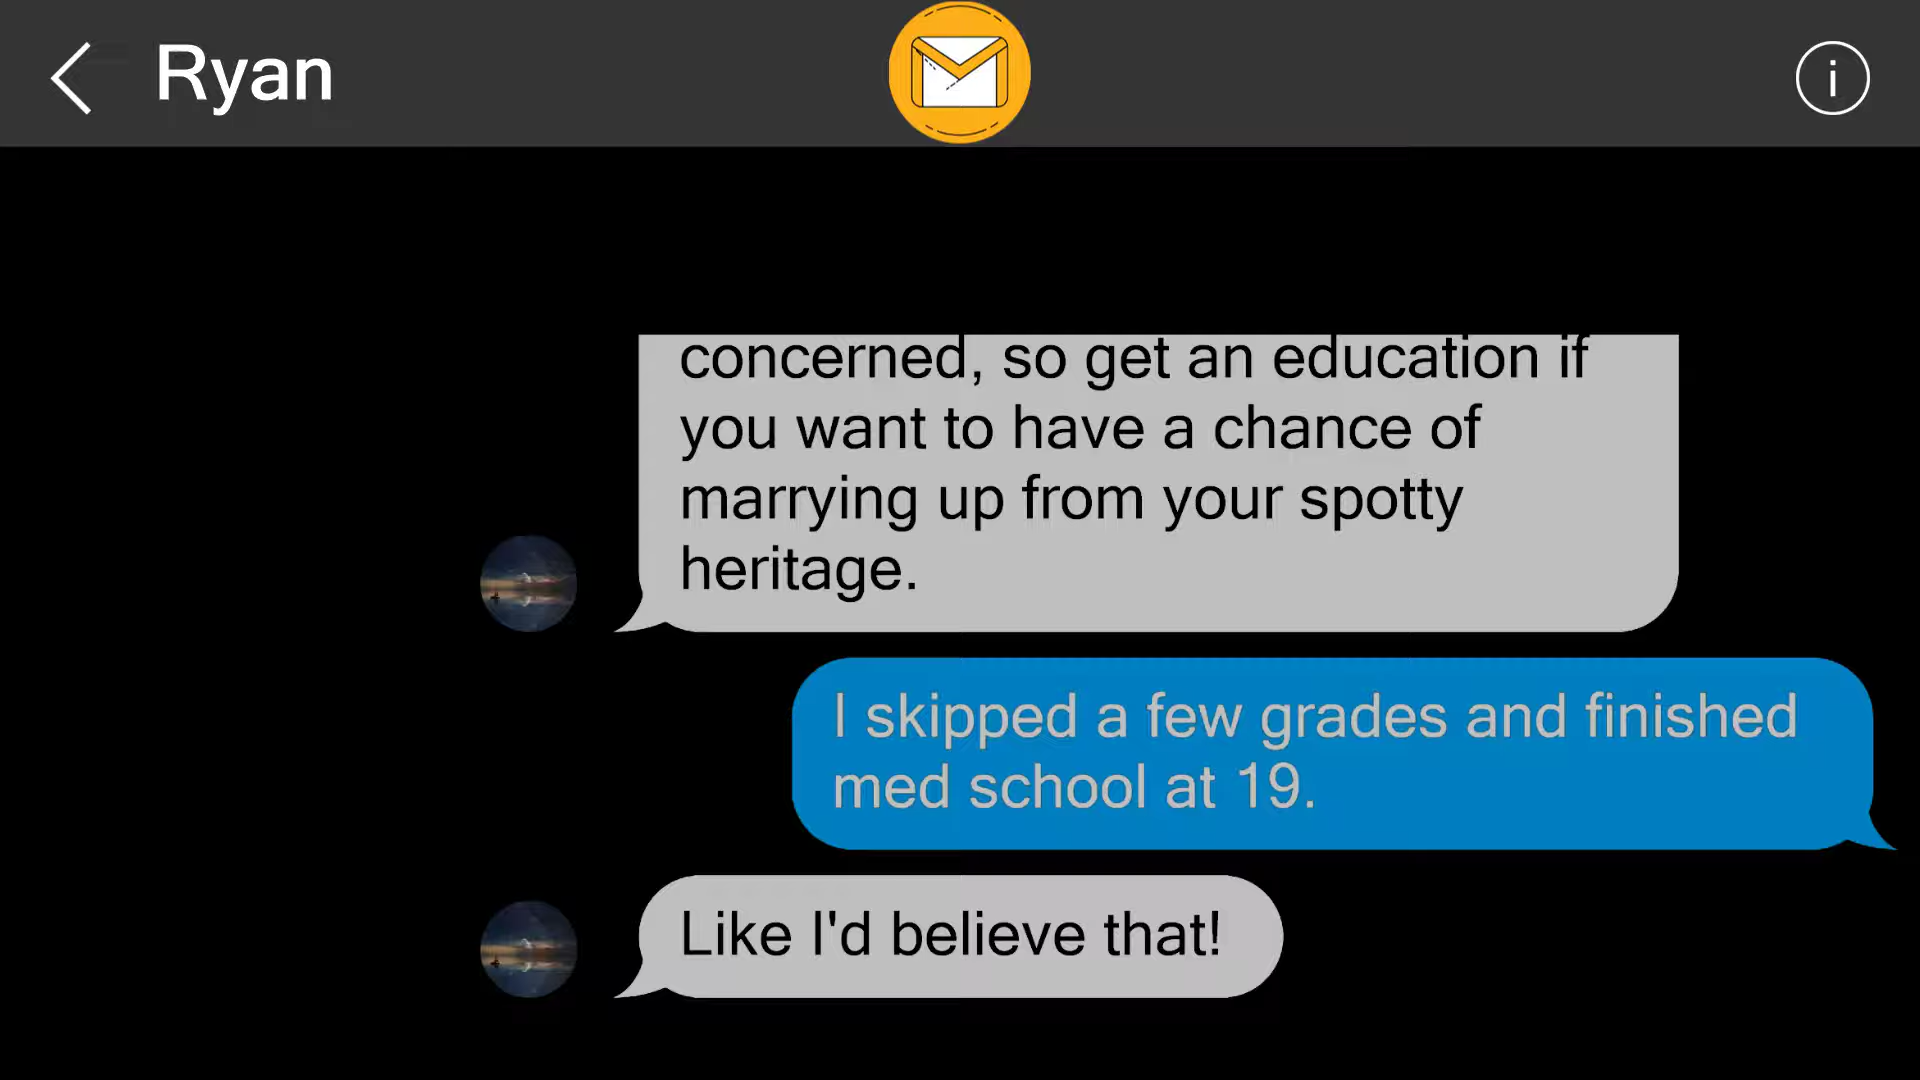 Ryan
concerned, so get an education if
you want to have a chance of
marrying up from your spotty
heritage.
I skipped a few grades and finished
med school at 19.
Like I'd believe that!